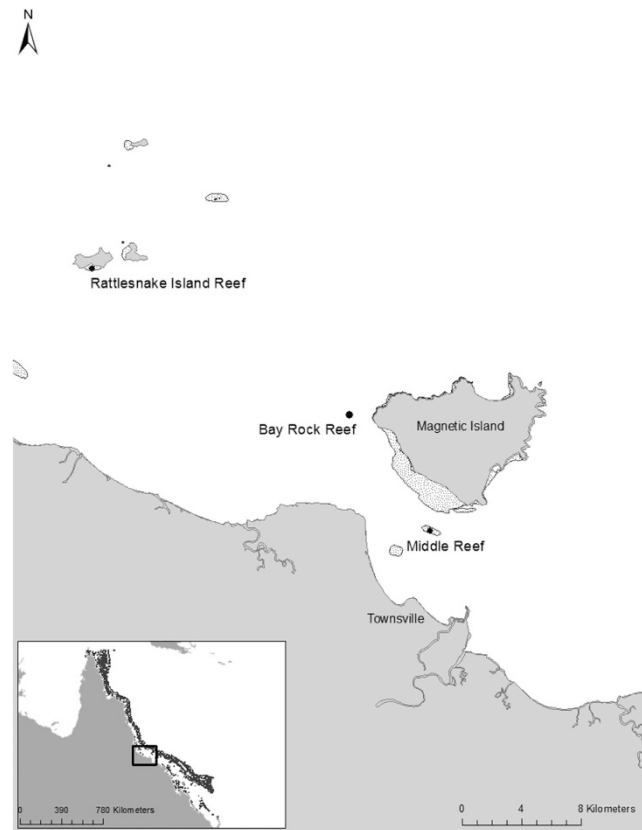 N
Rattlesnake Island Reef
Bay Rock Reef
Magnetic Island
Middle Reef
Townsville
0 390 780 Kilometers
0 4 8 Kilometers